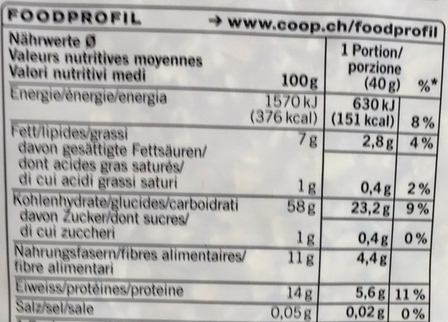 FOODPROFIL → www.coop.ch/foodprofil
Nährwerte Ø
Valeurs nutritives moyennes
Valori nutritivi medi 100g 1 Portion/ porzione (40g) %*
Energie/énergie/energia 1570 kJ 630 kJ
(376 kcal) (151 kcal) 8%
Fett/lipides/grassi 7g 2,8g 4%
davon gesättigte Fettsäuren/
dont acides gras saturés/
di cui acidi grassi saturi 1g 0,4g 2%
Kohlenhydrate/glucides/carboidrati 58g 23,2g 9%
davon Zucker/dont sucres/
di cui zuccheri 1g 0,4g 0%
Nahrungsfasern/fibres alimentaires/ 11g 4,4g
fibre alimentari
Eiweiss/protéines/proteine 14g 5,6g 11%
Salz/sel/sale 0,05g 0,02g 0%